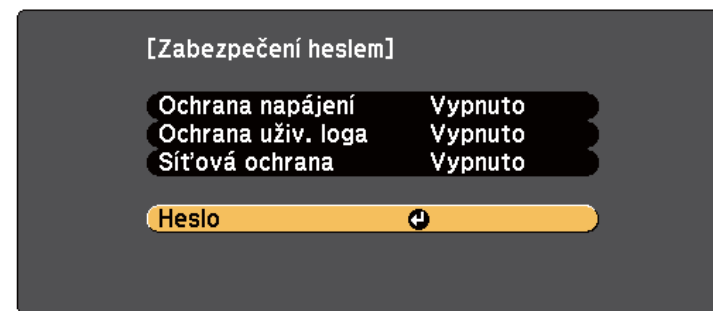 [Zabezpečení heslem]
Ochrana napájení Vypnuto
Ochrana uživ. loga Vypnuto
Síťová ochrana Vypnuto
Heslo